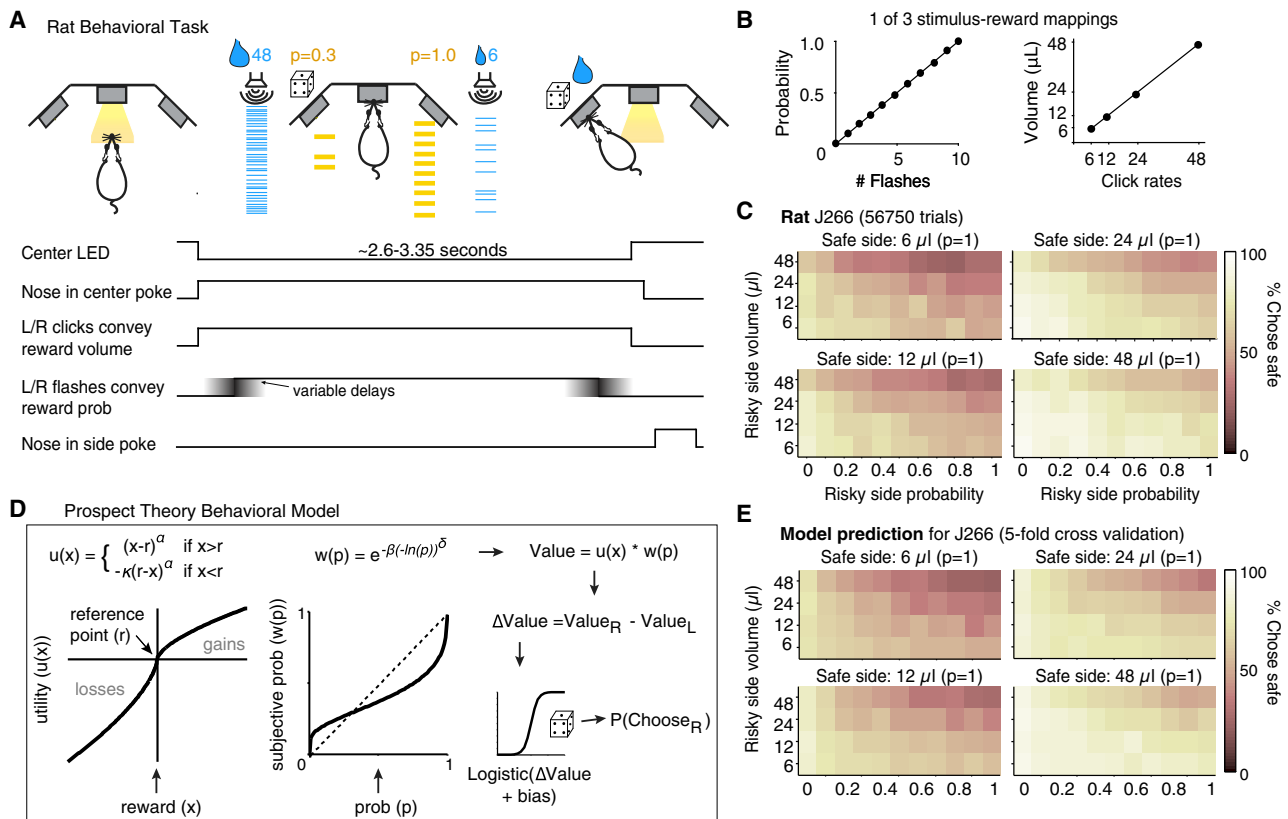 A
Rat Behavioral Task
48
p=0.3
p=1.0
6
Center LED
~2.6-3.35 seconds
Nose in center poke
L/R clicks convey
reward volume
L/R flashes convey
reward prob
variable delays
Nose in side poke
B
1 of 3 stimulus-reward mappings
Probability
1.0
0.5
0
5
10
# Flashes
Volume (µL)
48
24
12
6
6 12 24 48
Click rates
C
Rat J266 (56750 trials)
Safe side: 6 µl (p=1)
Safe side: 24 µl (p=1)
48
24
12
6
Safe side: 12 µl (p=1)
Safe side: 48 µl (p=1)
48
24
12
6
Risky side volume (µl)
0 0.2 0.4 0.6 0.8 1
0 0.2 0.4 0.6 0.8 1
Risky side probability
Risky side probability
100
50
0
% Chose safe
D
Prospect Theory Behavioral Model
u(x) = { (x-r)^α if x>r
-κ(r-x)^α if x<r
w(p) = e^-β(-ln(p))^δ
Value = u(x) * w(p)
ΔValue =Value_R - Value_L
P(Choose_R)
Logistic(ΔValue
+ bias)
reference
point (r)
gains
losses
utility (u(x))
reward (x)
subjective prob (w(p))
1
0
1
prob (p)
E
Model prediction for J266 (5-fold cross validation)
Safe side: 6 µl (p=1)
Safe side: 24 µl (p=1)
48
24
12
6
Safe side: 12 µl (p=1)
Safe side: 48 µl (p=1)
48
24
12
6
Risky side volume (µl)
0 0.2 0.4 0.6 0.8 1
0 0.2 0.4 0.6 0.8 1
Risky side probability
Risky side probability
100
50
0
% Chose safe